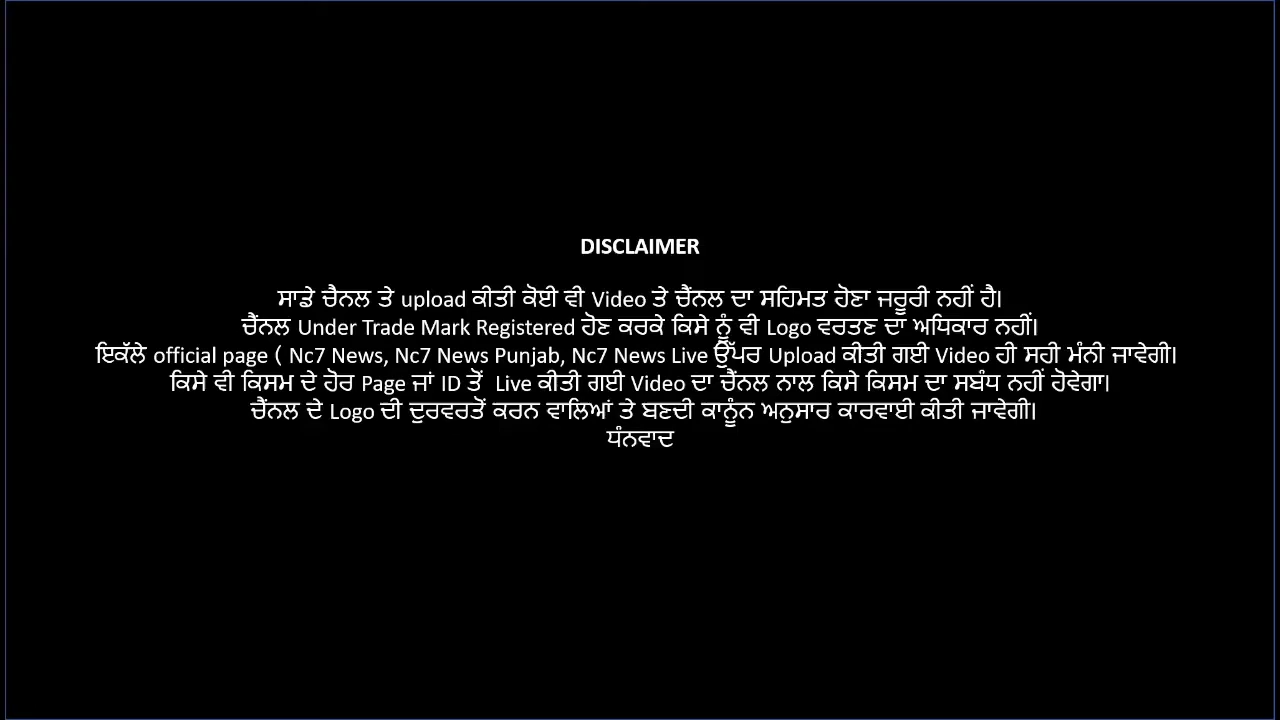 DISCLAIMER
ਸਾਡੇ ਚੈਨਲ ਤੇ upload ਕੀਤੀ ਕੋਈ ਵੀ Video ਤੇ ਚੈੱਨਲ ਦਾ ਸਹਿਮਤ ਹੋਣਾ ਜਰੂਰੀ ਨਹੀਂ ਹੈ।
ਚੈੱਨਲ Under Trade Mark Registered ਹੋਣ ਕਰਕੇ ਕਿਸੇ ਨੂੰ ਵੀ Logo ਵਰਤਣ ਦਾ ਅਧਿਕਾਰ ਨਹੀਂ।
ਇਕੱਲੇ official page ( Nc7 News, Nc7 News Punjab, Nc7 News Live ਉੱਪਰ Upload ਕੀਤੀ ਗਈ Video ਹੀ ਸਹੀ ਮੰਨੀ ਜਾਵੇਗੀ।
ਕਿਸੇ ਵੀ ਕਿਸਮ ਦੇ ਹੋਰ Page ਜਾਂ ID ਤੋਂ Live ਕੀਤੀ ਗਈ Video ਦਾ ਚੈੱਨਲ ਨਾਲ ਕਿਸੇ ਕਿਸਮ ਦਾ ਸਬੰਧ ਨਹੀਂ ਹੋਵੇਗਾ।
ਚੈੱਨਲ ਦੇ Logo ਦੀ ਦੁਰਵਰਤੋਂ ਕਰਨ ਵਾਲਿਆਂ ਤੇ ਬਣਦੀ ਕਾਨੂੰਨ ਅਨੁਸਾਰ ਕਾਰਵਾਈ ਕੀਤੀ ਜਾਵੇਗੀ।
ਧੰਨਵਾਦ